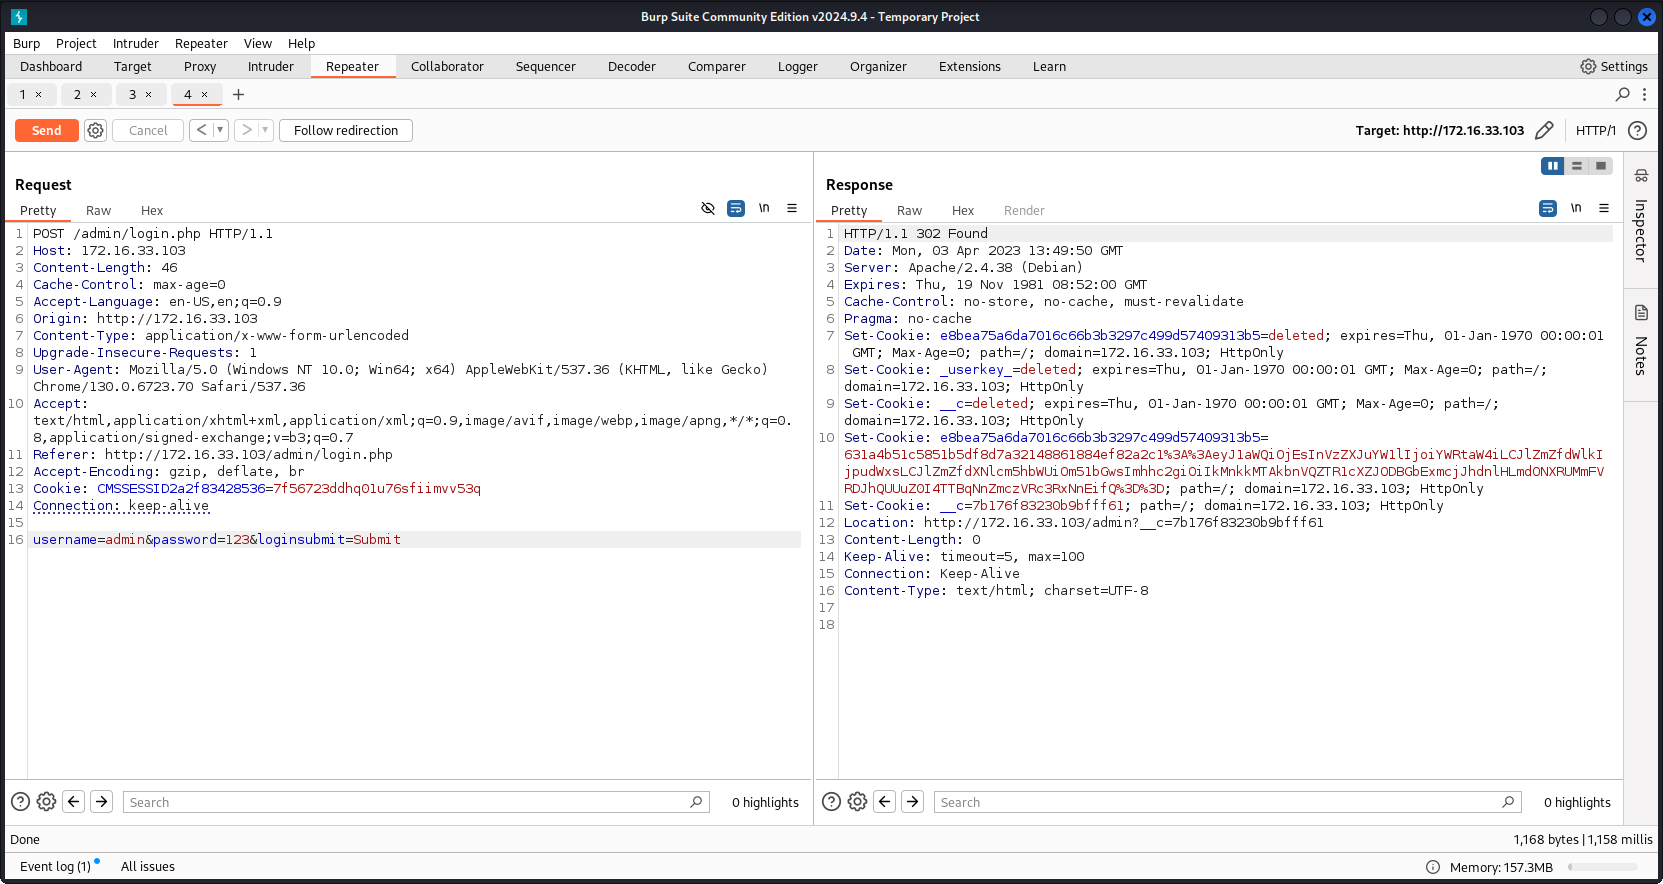 Burp Suite Community Edition v2024.9.4 - Temporary Project
Burp Project Intruder Repeater View Help
Dashboard Target Proxy Intruder Repeater Collaborator Sequencer Decoder Comparer Logger Organizer Extensions Learn Settings
1 × 2 × 3 × 4 × +
Send Cancel < > Follow redirection Target: http://172.16.33.103 HTTP/1 ?
Request
Pretty Raw Hex \n
1 POST /admin/login.php HTTP/1.1
2 Host: 172.16.33.103
3 Content-Length: 46
4 Cache-Control: max-age=0
5 Accept-Language: en-US,en;q=0.9
6 Origin: http://172.16.33.103
7 Content-Type: application/x-www-form-urlencoded
8 Upgrade-Insecure-Requests: 1
9 User-Agent: Mozilla/5.0 (Windows NT 10.0; Win64; x64) AppleWebKit/537.36 (KHTML, like Gecko)
Chrome/130.0.6723.70 Safari/537.36
10 Accept:
text/html,application/xhtml+xml,application/xml;q=0.9,image/avif,image/webp,image/apng,*/*;q=0.
8,application/signed-exchange;v=b3;q=0.7
11 Referer: http://172.16.33.103/admin/login.php
12 Accept-Encoding: gzip, deflate, br
13 Cookie: CMSSESSID2a2f83428536=7f56723ddhq01u76sfiimvv53q
14 Connection: keep-alive
15
16 username=admin&password=123&loginsubmit=Submit
? Search 0 highlights
Response
Pretty Raw Hex Render \n
1 HTTP/1.1 302 Found
2 Date: Mon, 03 Apr 2023 13:49:50 GMT
3 Server: Apache/2.4.38 (Debian)
4 Expires: Thu, 19 Nov 1981 08:52:00 GMT
5 Cache-Control: no-store, no-cache, must-revalidate
6 Pragma: no-cache
7 Set-Cookie: e8bea75a6da7016c66b3b3297c499d57409313b5=deleted; expires=Thu, 01-Jan-1970 00:00:01
GMT; Max-Age=0; path=/; domain=172.16.33.103; HttpOnly
8 Set-Cookie: _userkey_=deleted; expires=Thu, 01-Jan-1970 00:00:01 GMT; Max-Age=0; path=/;
domain=172.16.33.103; HttpOnly
9 Set-Cookie: __c=deleted; expires=Thu, 01-Jan-1970 00:00:01 GMT; Max-Age=0; path=/;
domain=172.16.33.103; HttpOnly
10 Set-Cookie: e8bea75a6da7016c66b3b3297c499d57409313b5=
631a4b51c5851b5df8d7a32148861884ef82a2c1%3A%3AeyJ1aWQiOjEsInVzZXJuYW1lIjoiYWRtaW4iLCJlZmZfdWlkI
jpudWxsLCJlZmZfdXNlcm5hbWUiOm51bGwsImhhc2giOiIkMnkkMTAkbnVQZTR1cXZJODBGbExmcjJhdnlHLmdONXRUMmFV
RDJhQUUuZ0I4TTBqNnZmczVRc3RxNnEifQ%3D%3D; path=/; domain=172.16.33.103; HttpOnly
11 Set-Cookie: __c=7b176f83230b9bfff61; path=/; domain=172.16.33.103; HttpOnly
12 Location: http://172.16.33.103/admin?__c=7b176f83230b9bfff61
13 Content-Length: 0
14 Keep-Alive: timeout=5, max=100
15 Connection: Keep-Alive
16 Content-Type: text/html; charset=UTF-8
17
18
? Search 0 highlights
Inspector
Notes
Done 1,168 bytes | 1,158 millis
Event log (1) All issues Memory: 157.3MB